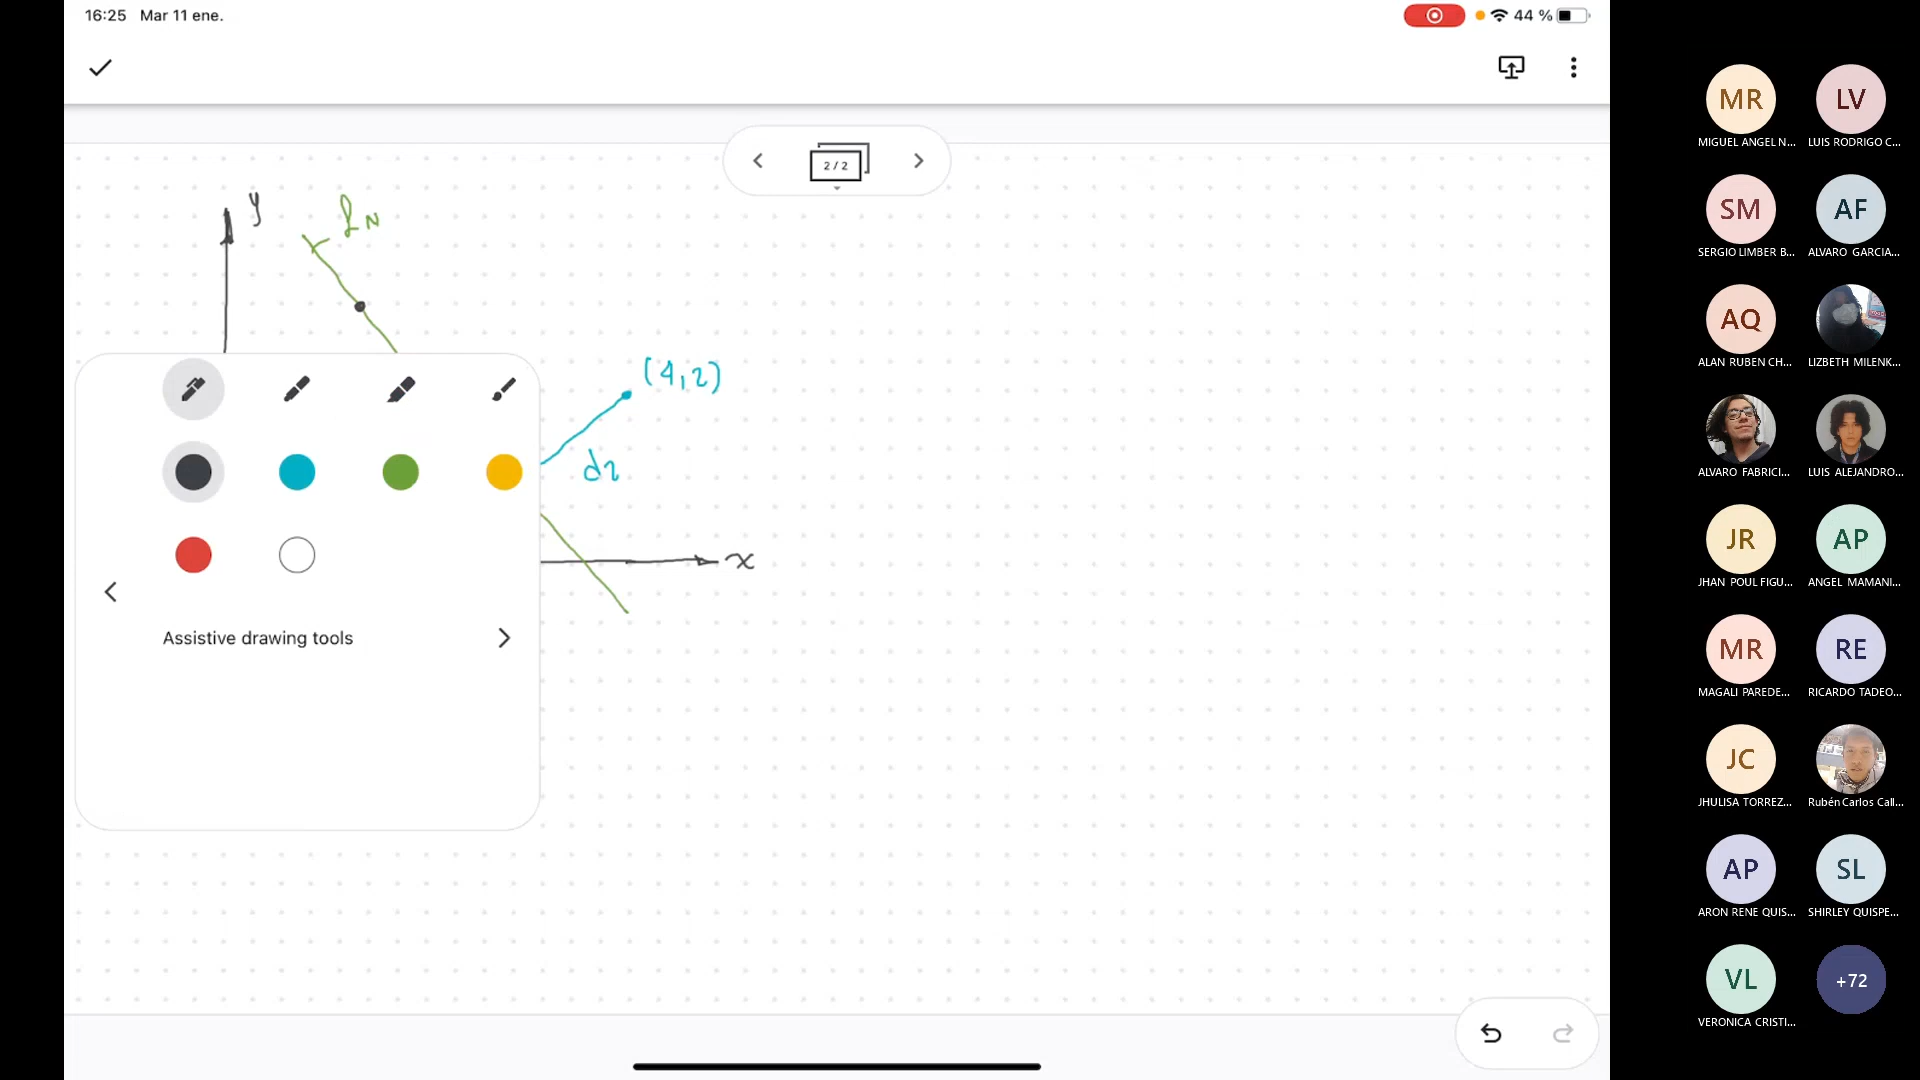 16:25 Mar 11 ene.
44 %
2 / 2
y
L N
(4,2)
d2
x
Assistive drawing tools
MR
LV
MIGUEL ANGEL N...
LUIS RODRIGO C...
SM
AF
SERGIO LIMBER B...
ALVARO GARCIA...
AQ
ALAN RUBEN CH...
LIZBETH MILENK...
ALVARO FABRICI...
LUIS ALEJANDRO...
JR
AP
JHAN POUL FIGU...
ANGEL MAMANI...
MR
RE
MAGALI PAREDE...
RICARDO TADEO...
JC
JHULISA TORREZ...
Rubén Carlos Call...
AP
SL
ARON RENE QUIS...
SHIRLEY QUISPE...
VL
+72
VERONICA CRISTI...